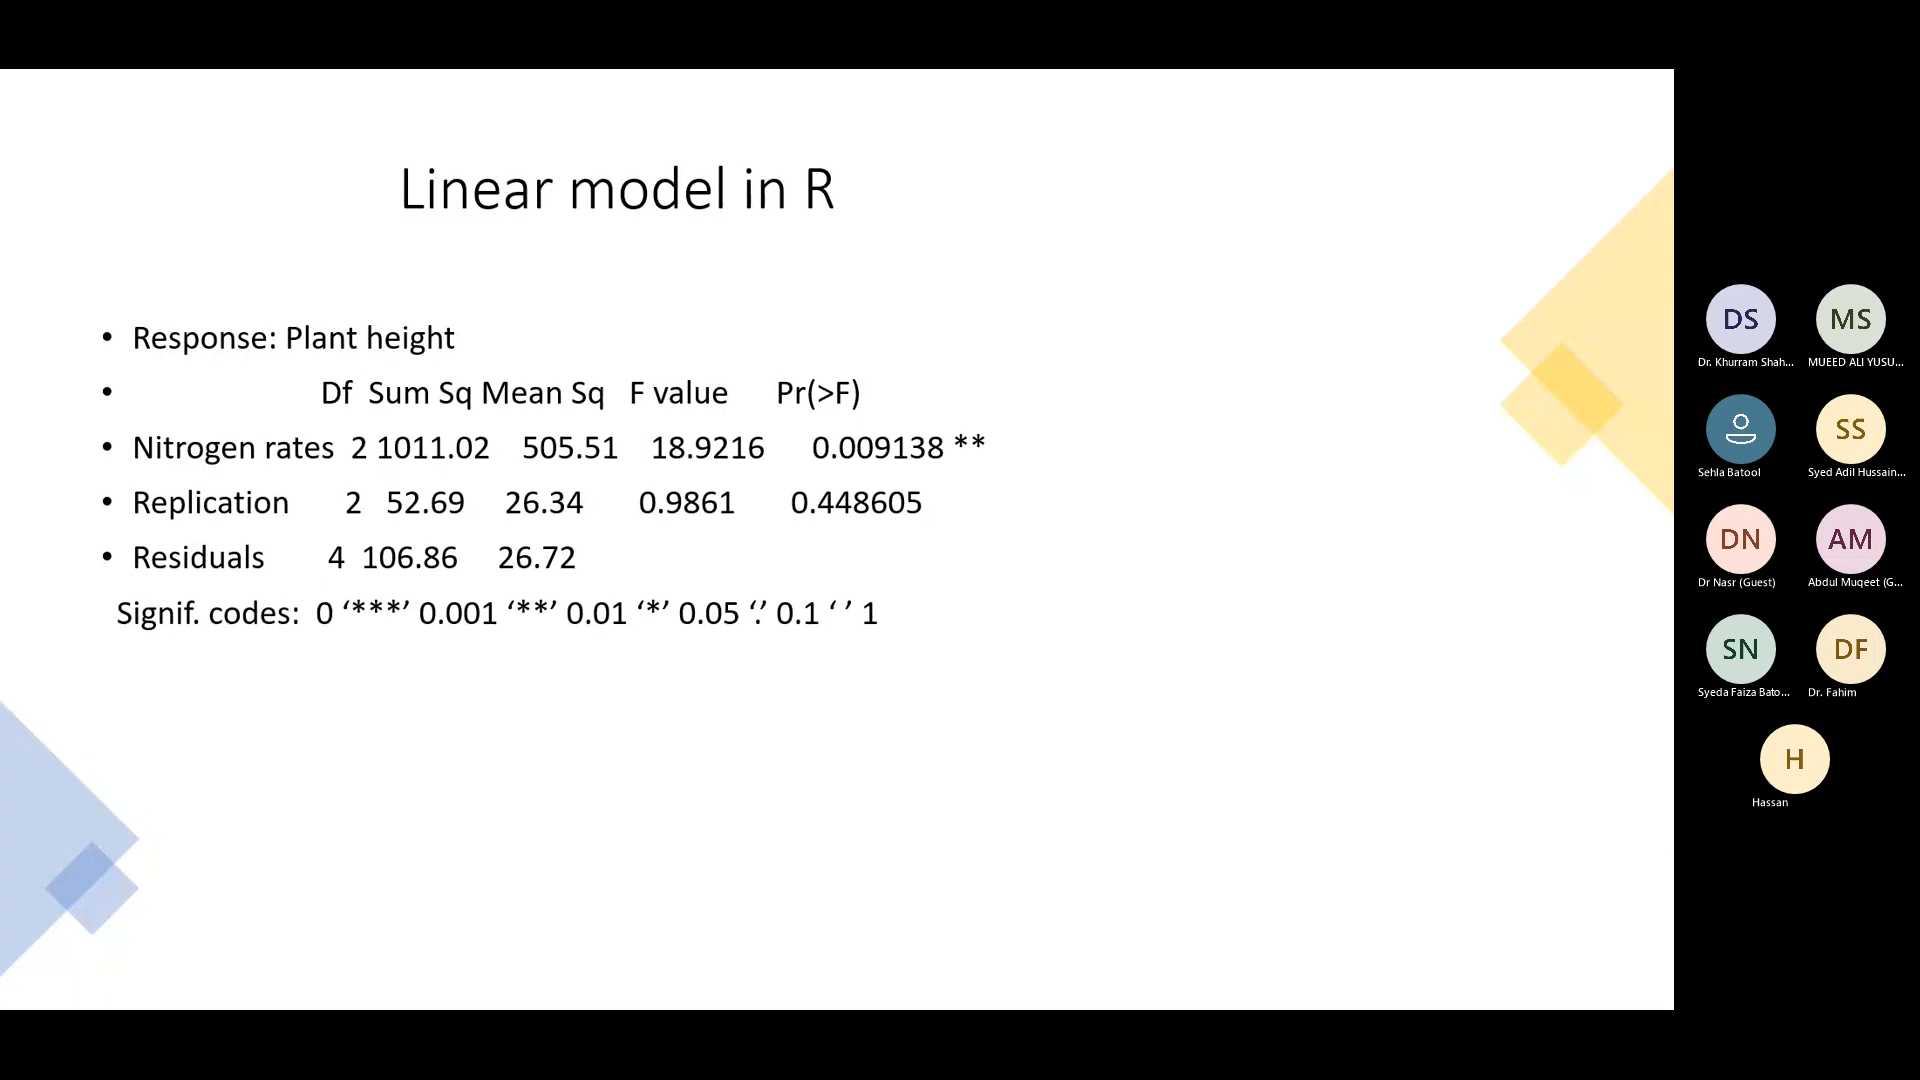 Linear model in R
• Response: Plant height
• Df Sum Sq Mean Sq F value Pr(>F)
• Nitrogen rates 2 1011.02 505.51 18.9216 0.009138 **
• Replication 2 52.69 26.34 0.9861 0.448605
• Residuals 4 106.86 26.72
Signif. codes: 0 ‘***’ 0.001 ‘**’ 0.01 ‘*’ 0.05 ‘.’ 0.1 ‘ ’ 1
DS MS
Dr. Khurram Shah... MUEED ALI YUSU...
SS
Sehla Batool Syed Adil Hussain...
DN AM
Dr Nasr (Guest) Abdul Muqeet (G...
SN DF
Syeda Faiza Bato... Dr. Fahim
H
Hassan